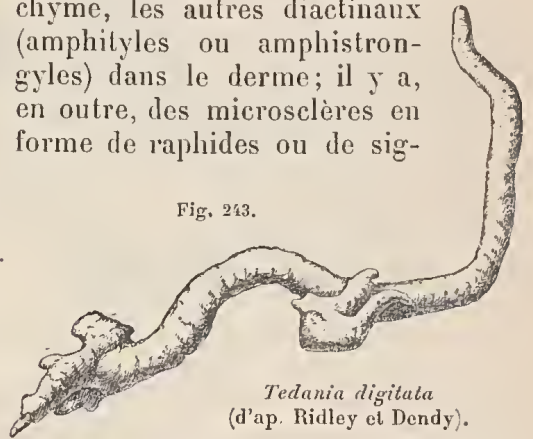 chyme, les autres diactinaux
(amphityles ou amphistron-
gyles) dans le derme; il y a,
en outre, des microsclères en
forme de raphides ou de sig-
Fig. 243.
Tedania digitata
(d'ap. Ridley et Dendy).